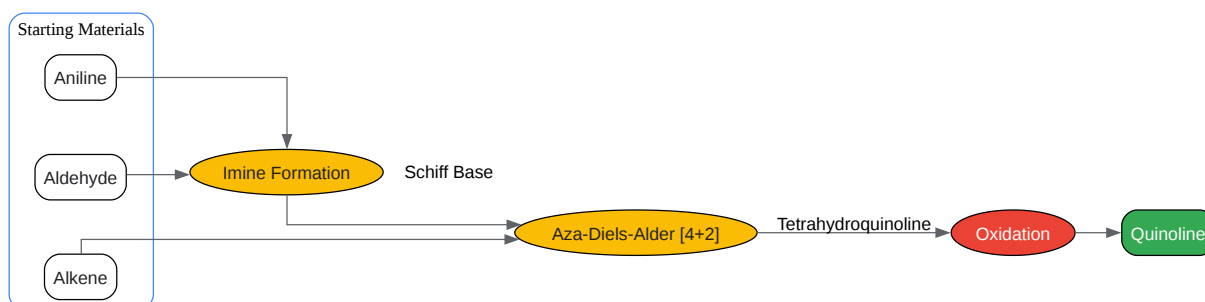 Starting Materials
Aniline
Aldehyde
Imine Formation
Schiff Base
Alkene
Aza-Diels-Alder [4+2]
Tetrahydroquinoline
Oxidation
Quinoline